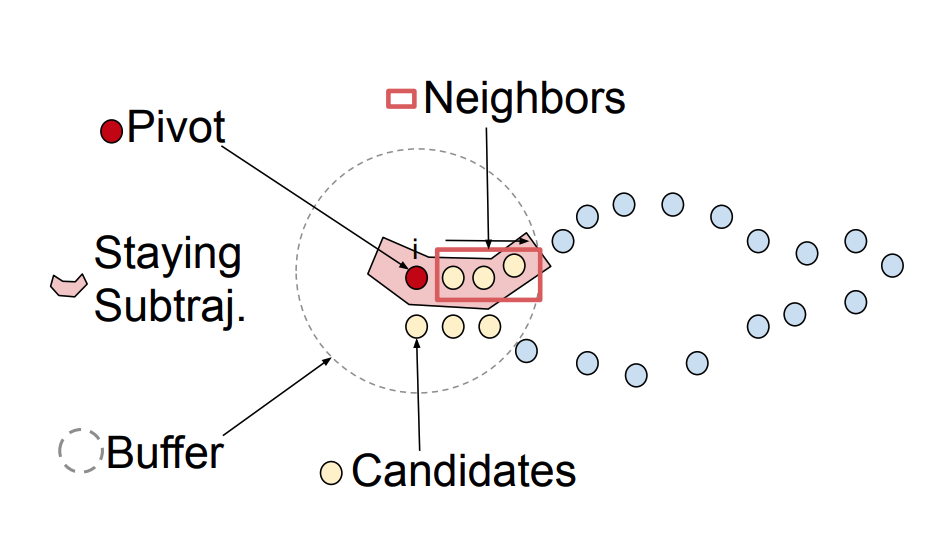 Neighbors
Pivot
i
Staying
Subtraj.
Buffer
Candidates